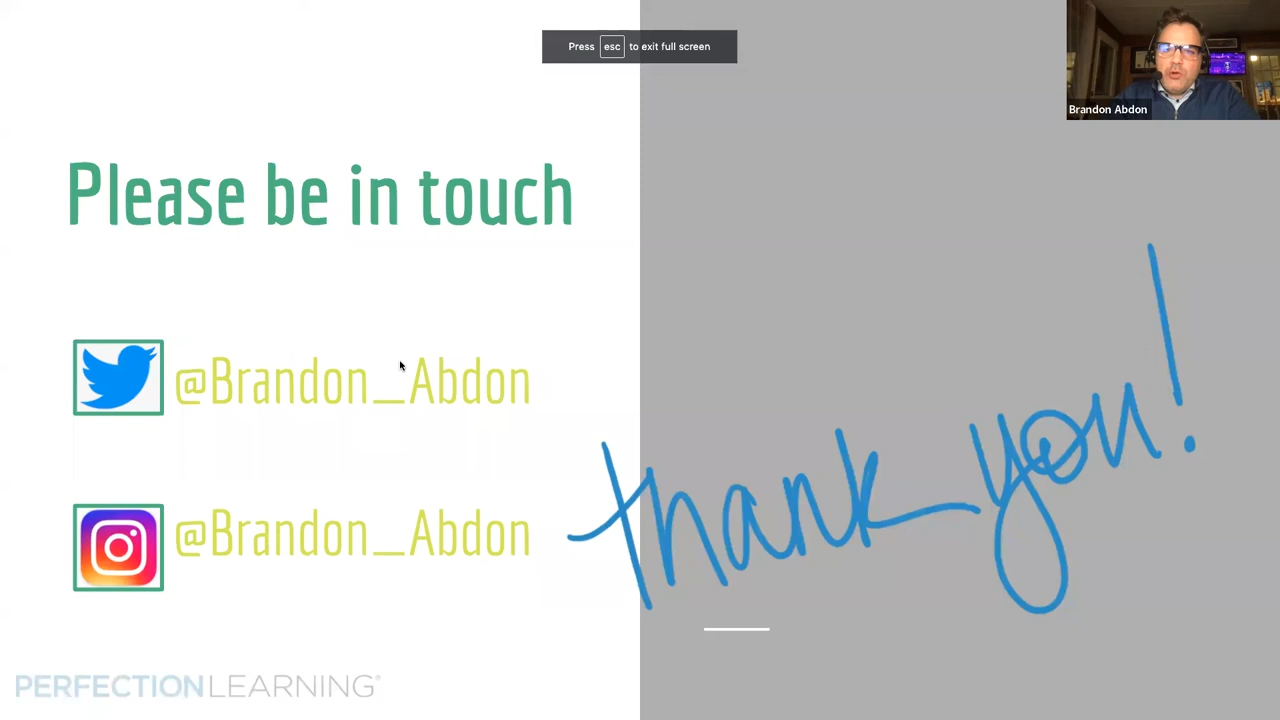 Press esc to exit full screen
Brandon Abdon
Please be in touch
@Brandon_Abdon
@Brandon_Abdon
thank you!
PERFECTION LEARNING®